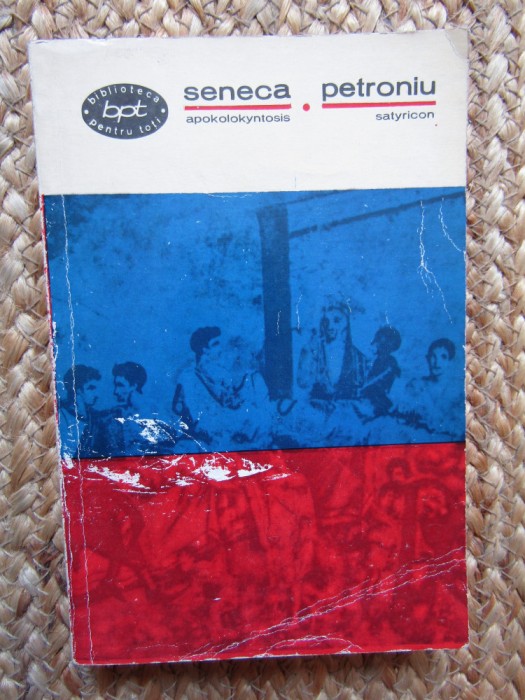 biblioteca
bpt
pentru toți
seneca . petroniu
apokolokyntosis satyricon